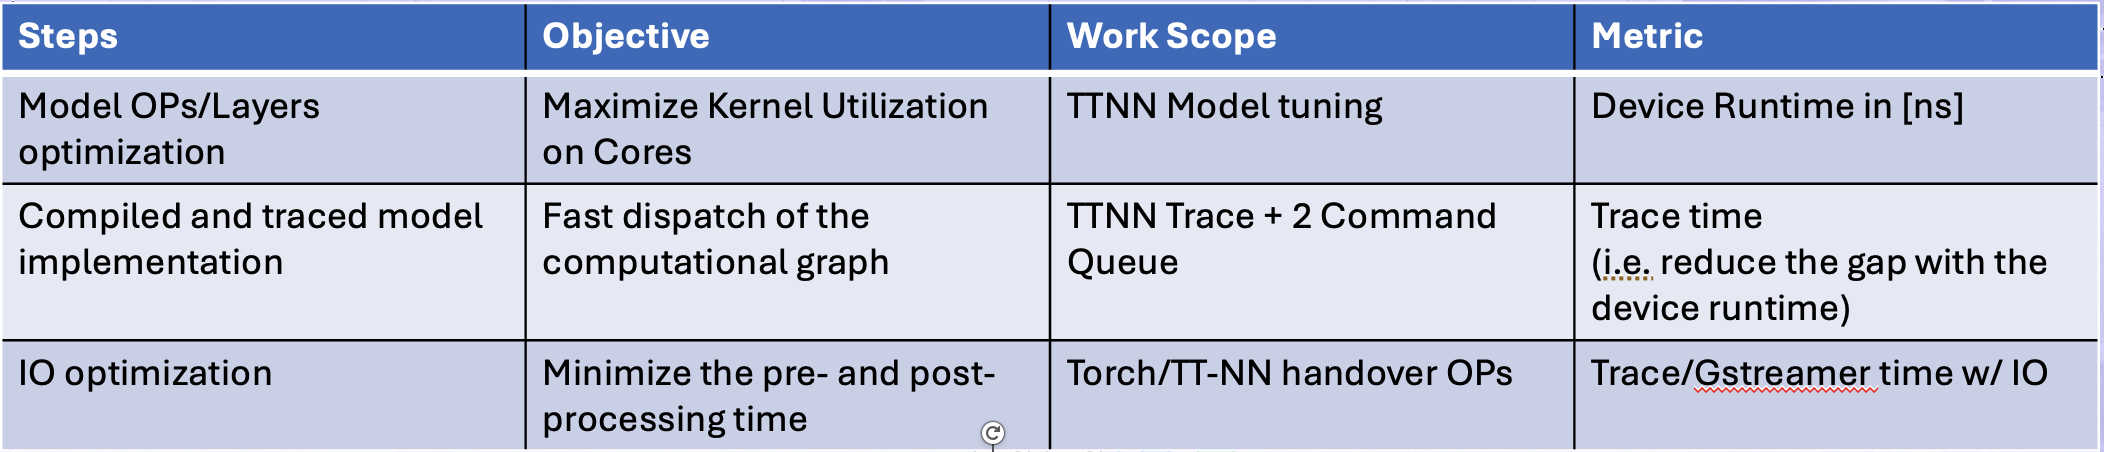 Steps
Objective
Work Scope
Metric
Model OPs/Layers
optimization
Maximize Kernel Utilization
on Cores
TTNN Model tuning
Device Runtime in [ns]
Compiled and traced model
implementation
Fast dispatch of the
computational graph
TTNN Trace + 2 Command
Queue
Trace time
(i.e. reduce the gap with the
device runtime)
IO optimization
Minimize the pre- and post-
processing time
Torch/TT-NN handover OPs
Trace/Gstreamer time w/ IO